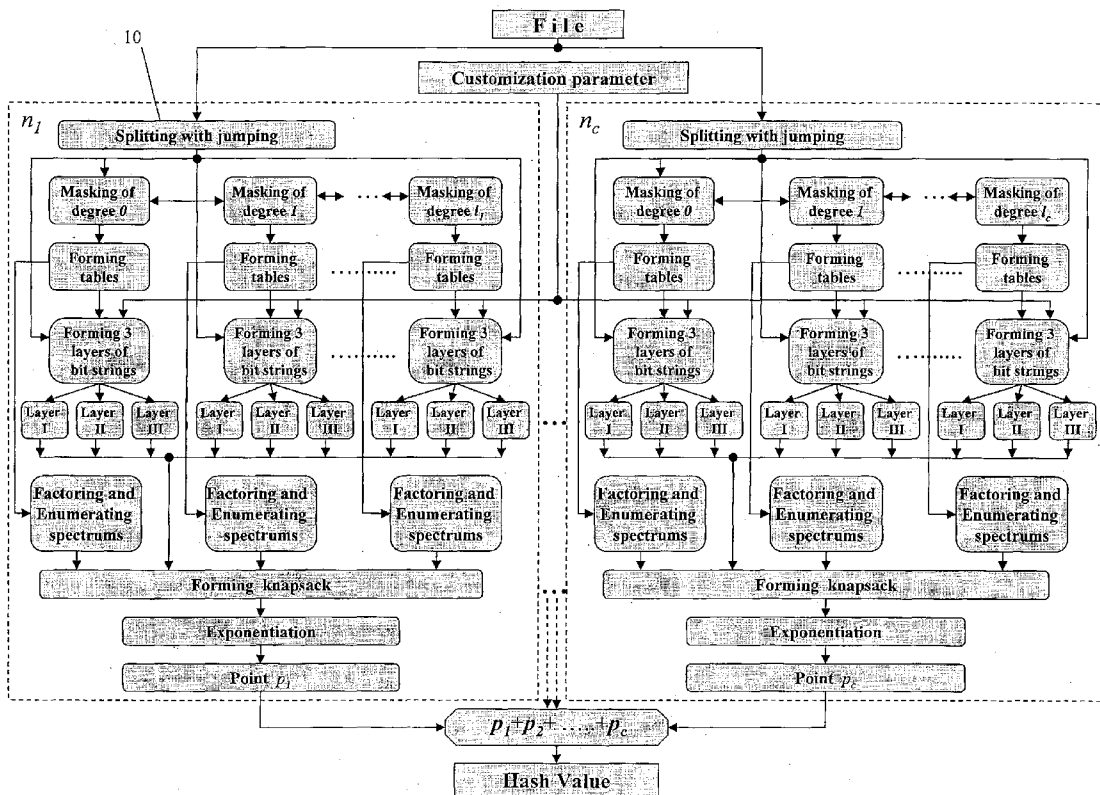 File
10
Customization parameter
n1
Splitting with jumping
Masking of degree 0
Masking of degree 1
Masking of degree l1
Forming tables
Forming tables
Forming tables
Forming 3 layers of bit strings
Forming 3 layers of bit strings
Forming 3 layers of bit strings
Layer I
Layer II
Layer III
Layer I
Layer II
Layer III
Layer I
Layer II
Layer III
Factoring and Enumerating spectrums
Factoring and Enumerating spectrums
Factoring and Enumerating spectrums
Forming knapsack
Exponentiation
Point p1
nc
Splitting with jumping
Masking of degree 0
Masking of degree 1
Masking of degree lc
Forming tables
Forming tables
Forming tables
Forming 3 layers of bit strings
Forming 3 layers of bit strings
Forming 3 layers of bit strings
Layer I
Layer II
Layer III
Layer I
Layer II
Layer III
Layer I
Layer II
Layer III
Factoring and Enumerating spectrums
Factoring and Enumerating spectrums
Factoring and Enumerating spectrums
Forming knapsack
Exponentiation
Point pc
p1+p2+ .....+pc
Hash Value